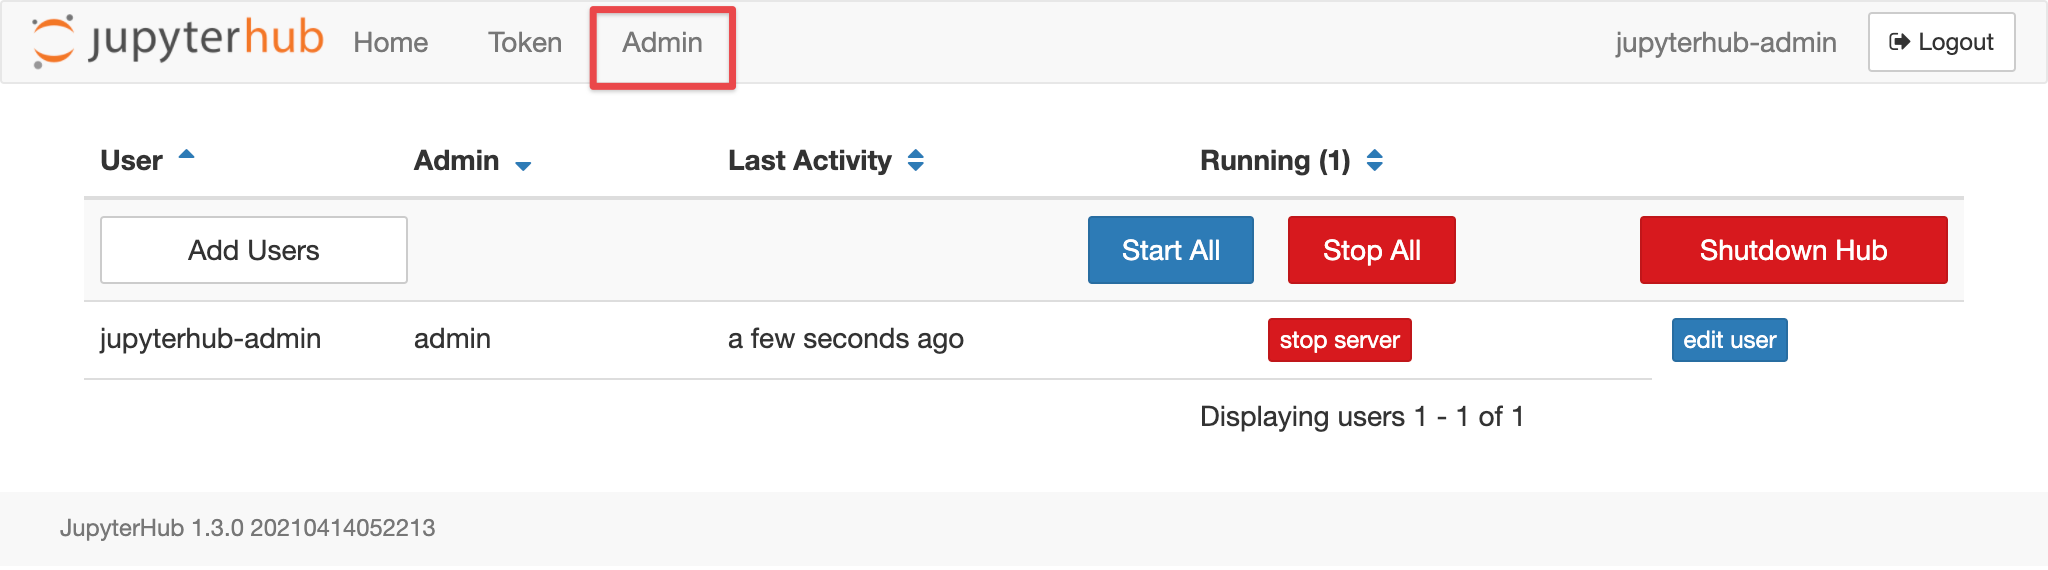 jupyterhub Home Token Admin jupyterhub-admin Logout
User Admin Last Activity Running (1)
Add Users Start All Stop All Shutdown Hub
jupyterhub-admin admin a few seconds ago stop server edit user
Displaying users 1 - 1 of 1
JupyterHub 1.3.0 20210414052213